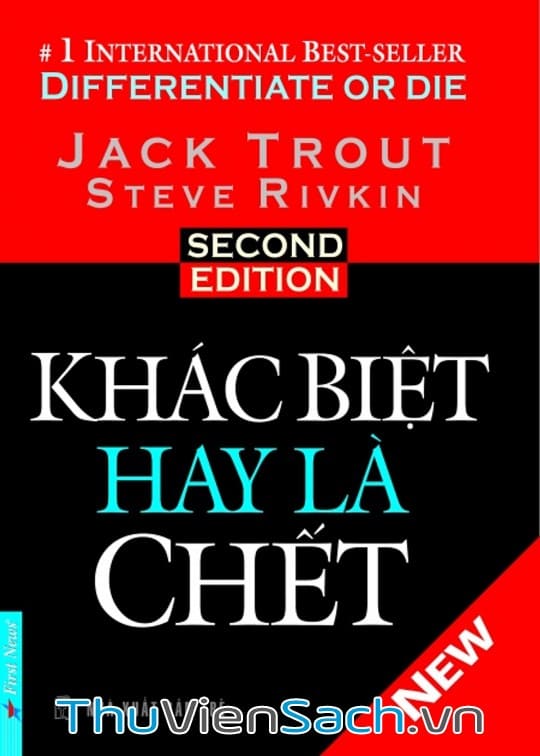 # 1 INTERNATIONAL BEST-SELLER
DIFFERENTIATE OR DIE
JACK TROUT
STEVE RIVKIN
SECOND
EDITION
KHÁC BIỆT
HAY LÀ
CHẾT
NEW
First News
ThuVienSach.vn